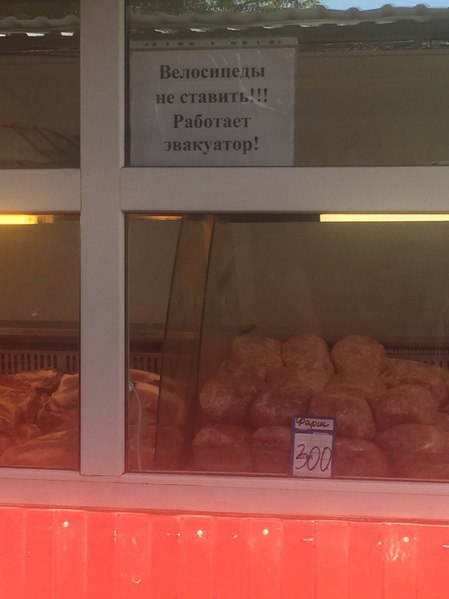 Велосипеды
не ставить!!!
Работает
эвакуатор!
Фарш
300